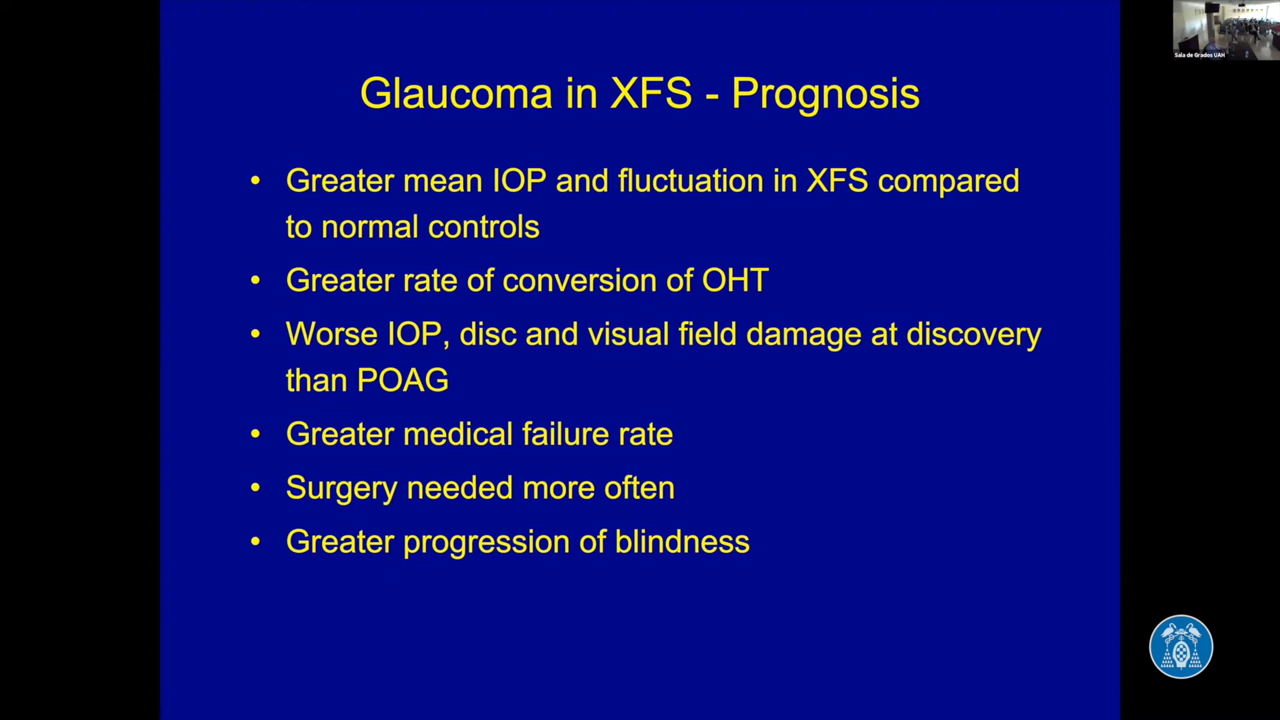 Sala de Grados UAH
Glaucoma in XFS - Prognosis
• Greater mean IOP and fluctuation in XFS compared
to normal controls
• Greater rate of conversion of OHT
• Worse IOP, disc and visual field damage at discovery
than POAG
• Greater medical failure rate
• Surgery needed more often
• Greater progression of blindness